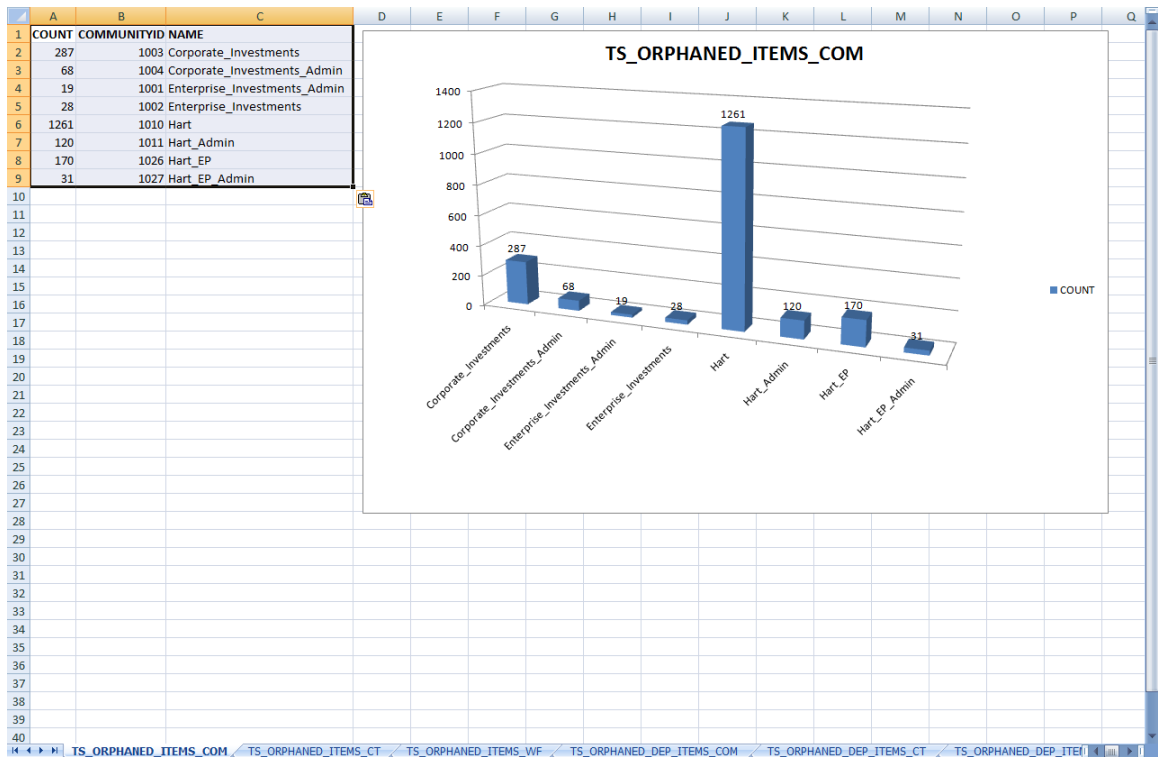 A B C D E F G H I J K L M N O P Q
1 COUNT COMMUNITYID NAME
2 287 1003 Corporate_Investments
3 68 1004 Corporate_Investments_Admin
4 19 1001 Enterprise_Investments_Admin
5 28 1002 Enterprise_Investments
6 1261 1010 Hart
7 120 1011 Hart_Admin
8 170 1026 Hart_EP
9 31 1027 Hart_EP_Admin
10
11
12
13
14
15
16
17
18
19
20
21
22
23
24
25
26
27
28
29
30
31
32
33
34
35
36
37
38
39
40
TS_ORPHANED_ITEMS_COM
1400
1200
1000
800
600
400
200
0
287
68
19
28
1261
120
170
31
Corporate_Investments
Corporate_Investments_Admin
Enterprise_Investments_Admin
Enterprise_Investments
Hart
Hart_Admin
Hart_EP
Hart_EP_Admin
COUNT
TS_ORPHANED_ITEMS_COM TS_ORPHANED_ITEMS_CT TS_ORPHANED_ITEMS_WF TS_ORPHANED_DEP_ITEMS_COM TS_ORPHANED_DEP_ITEMS_CT TS_ORPHANED_DEP_ITE